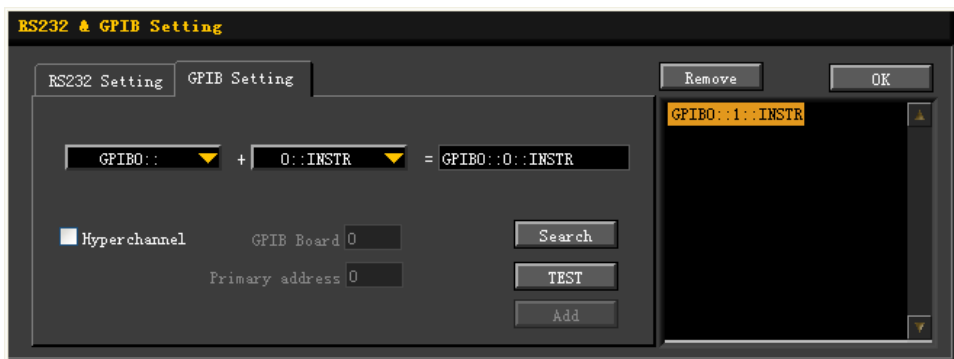 RS232 & GPIB Setting
RS232 Setting
GPIB Setting
Remove
OK
GPIB0::1::INSTR
GPIB0::
+
0::INSTR
=
GPIB0::0::INSTR
Hyperchannel
GPIB Board 0
Search
Primary address 0
TEST
Add